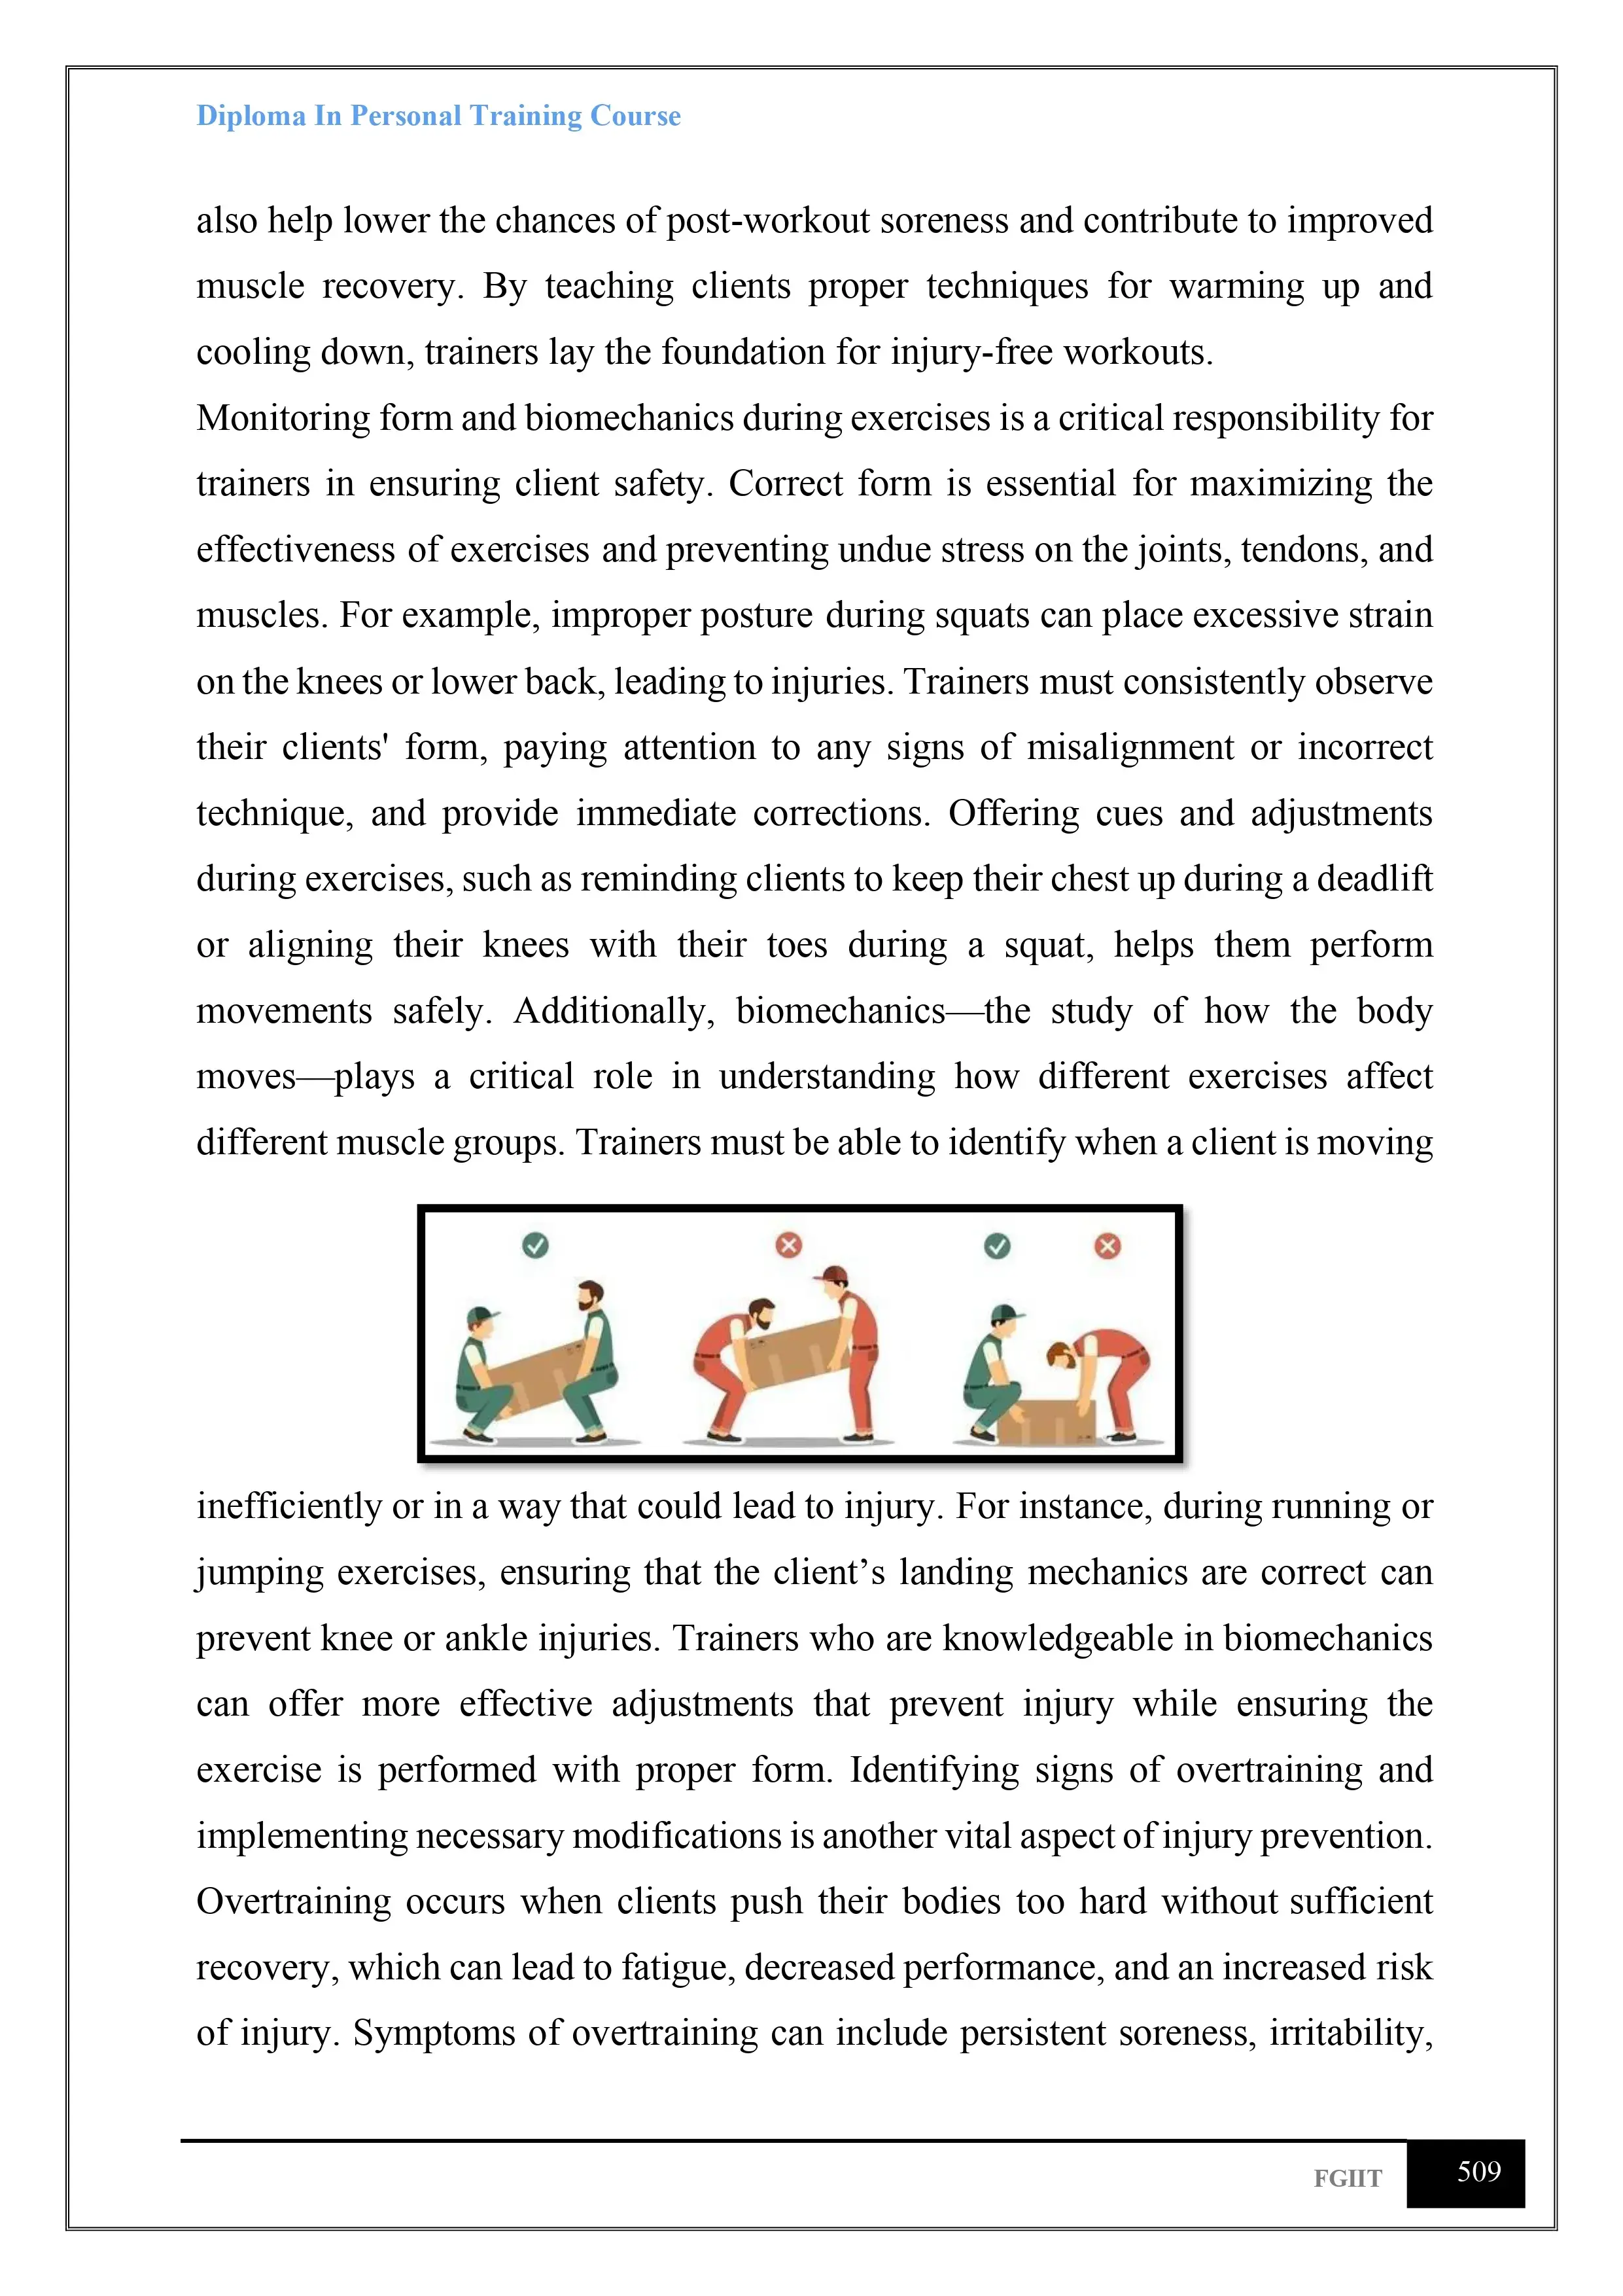 Diploma In Personal Training Course
also help lower the chances of post-workout soreness and contribute to improved
muscle recovery. By teaching clients proper techniques for warming up and
cooling down, trainers lay the foundation for injury-free workouts.
Monitoring form and biomechanics during exercises is a critical responsibility for
trainers in ensuring client safety. Correct form is essential for maximizing the
effectiveness of exercises and preventing undue stress on the joints, tendons, and
muscles. For example, improper posture during squats can place excessive strain
on the knees or lower back, leading to injuries. Trainers must consistently observe
their clients' form, paying attention to any signs of misalignment or incorrect
technique, and provide immediate corrections. Offering cues and adjustments
during exercises, such as reminding clients to keep their chest up during a deadlift
or aligning their knees with their toes during a squat, helps them perform
movements safely. Additionally, biomechanics—the study of how the body
moves—plays a critical role in understanding how different exercises affect
different muscle groups. Trainers must be able to identify when a client is moving
inefficiently or in a way that could lead to injury. For instance, during running or
jumping exercises, ensuring that the client’s landing mechanics are correct can
prevent knee or ankle injuries. Trainers who are knowledgeable in biomechanics
can offer more effective adjustments that prevent injury while ensuring the
exercise is performed with proper form. Identifying signs of overtraining and
implementing necessary modifications is another vital aspect of injury prevention.
Overtraining occurs when clients push their bodies too hard without sufficient
recovery, which can lead to fatigue, decreased performance, and an increased risk
of injury. Symptoms of overtraining can include persistent soreness, irritability,
FGIIT 509